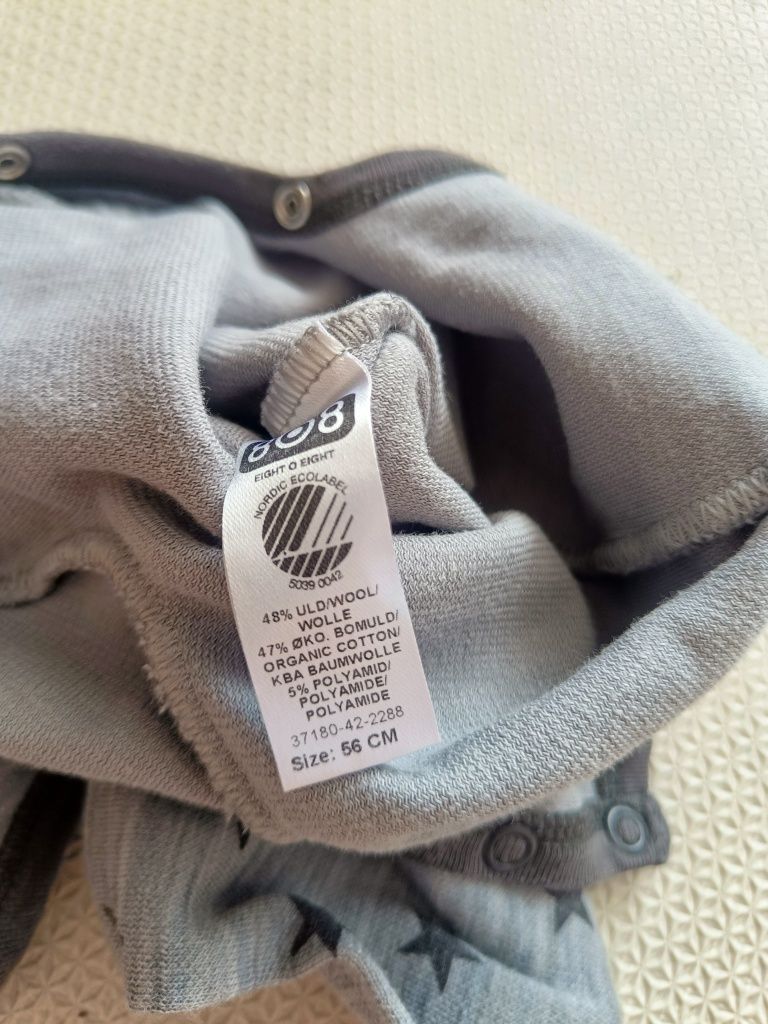 8O8
EIGHT O EIGHT
NORDIC ECOLABEL
5039 0042
48% ULD/WOOL/
WOLLE
47% ØKO. BOMULD/
ORGANIC COTTON/
KBA BAUMWOLLE
5% POLYAMID/
POLYAMIDE/
POLYAMIDE
37180-42-2288
Size: 56 CM